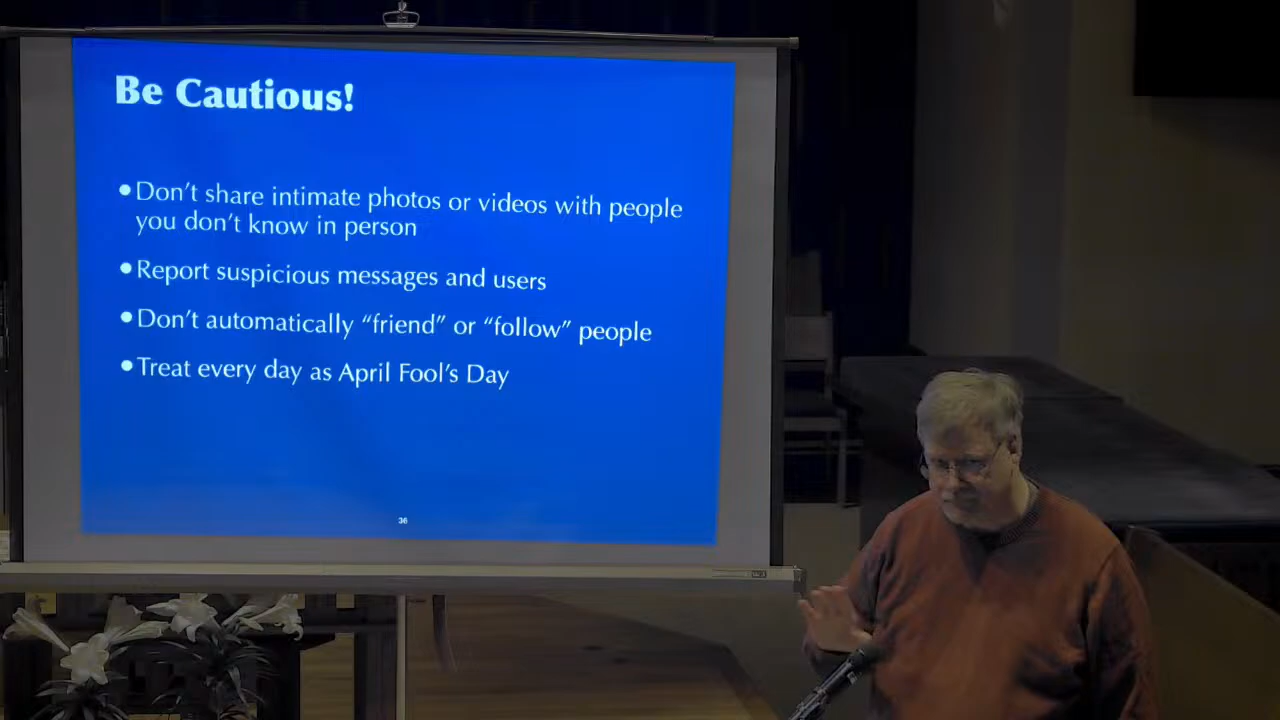 Be Cautious!
•Don’t share intimate photos or videos with people
you don’t know in person
•Report suspicious messages and users
•Don’t automatically “friend” or “follow” people
•Treat every day as April Fool’s Day
36